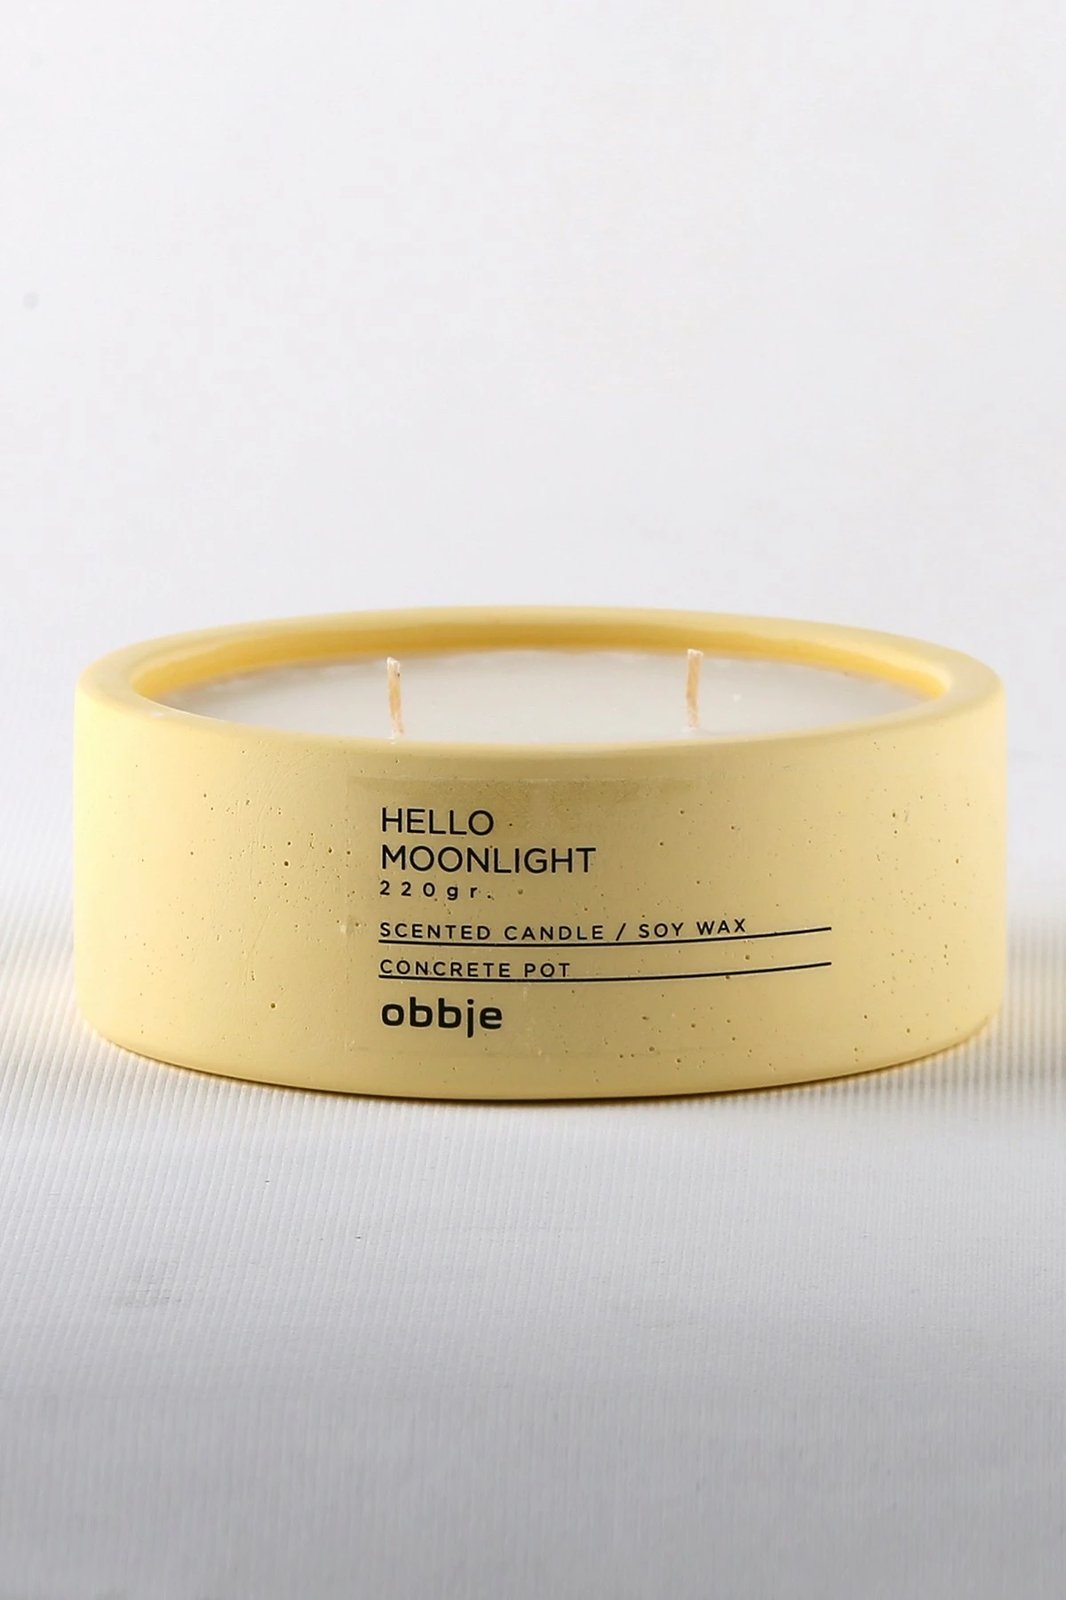 HELLO
MOONLIGHT
220gr.
SCENTED CANDLE / SOY WAX
CONCRETE POT
obbje